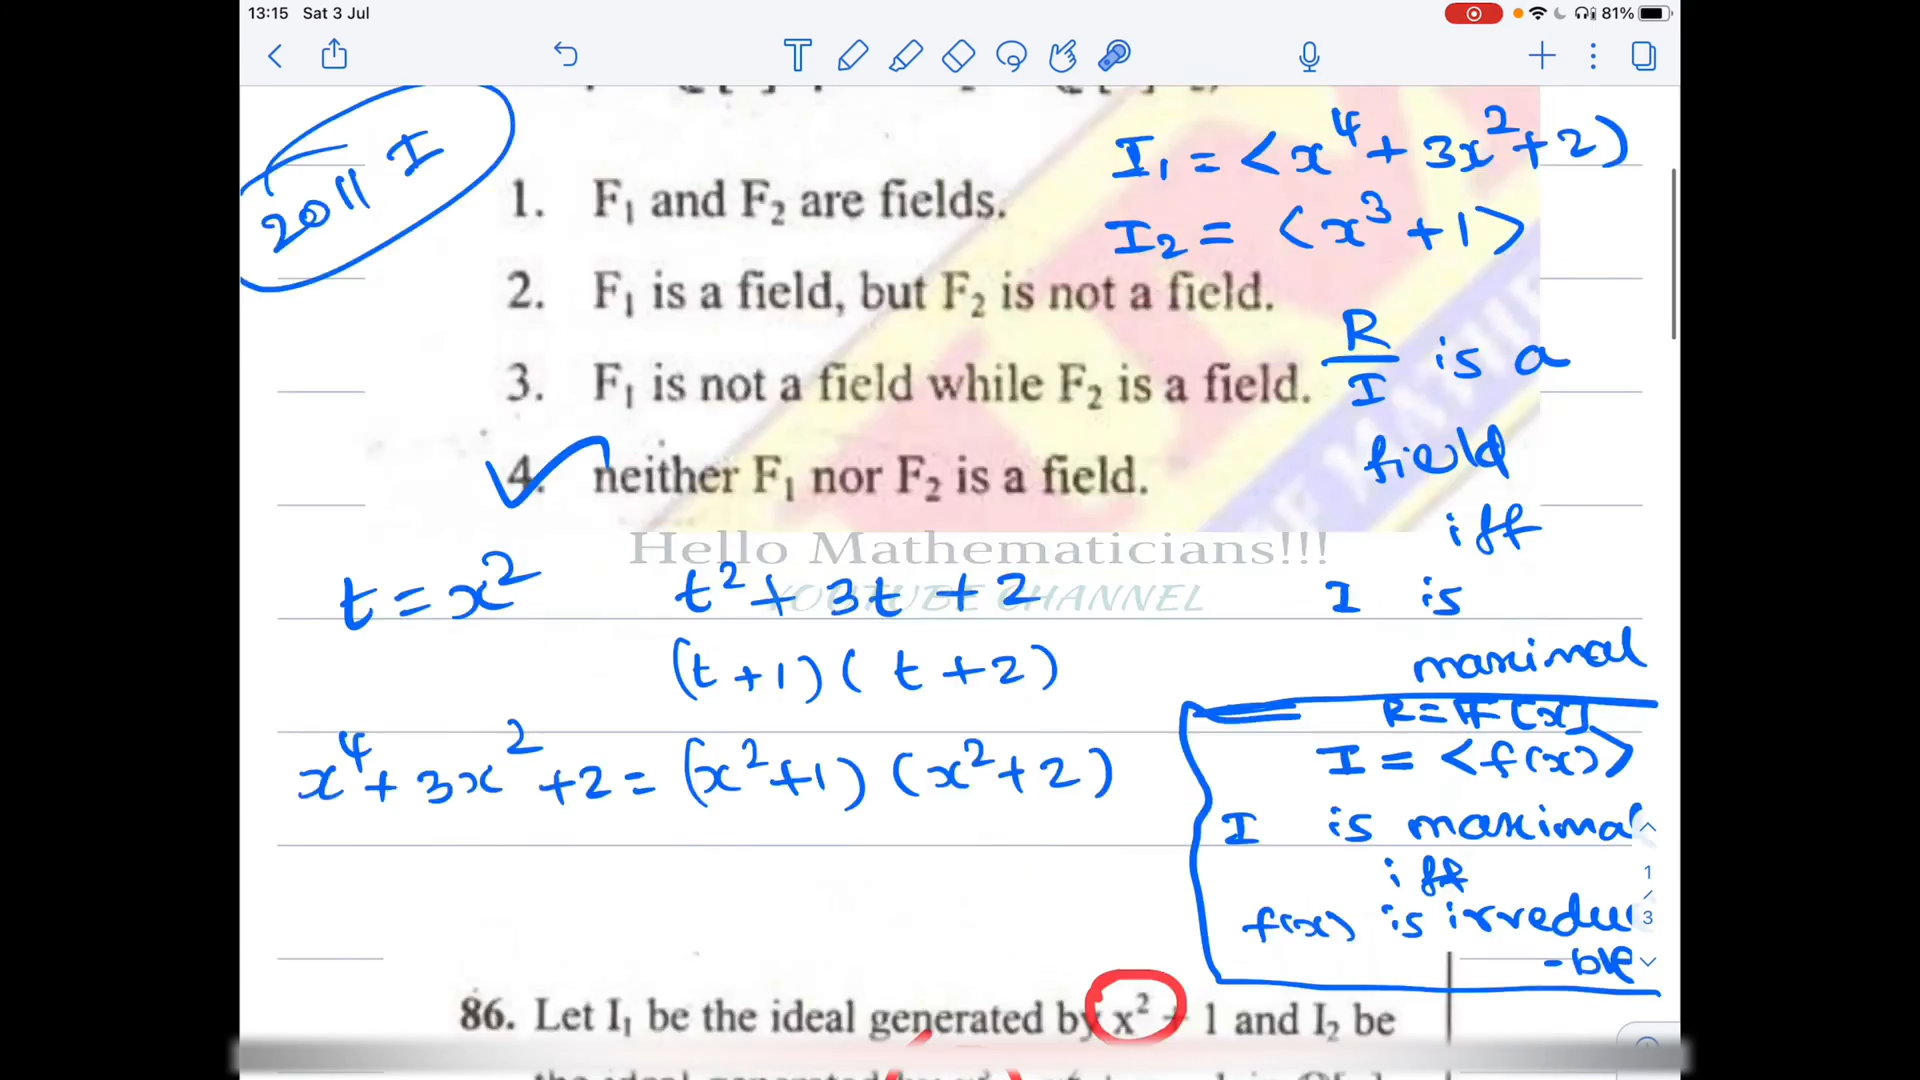 13:15 Sat 3 Jul
81%
2011 I
I₁ = <x⁴ + 3x² + 2)
1. F₁ and F₂ are fields.
I₂ = <x³ + 1>
2. F₁ is a field, but F₂ is not a field.
R/I is a
3. F₁ is not a field while F₂ is a field.
field
4. neither F₁ nor F₂ is a field.
iff
Hello Mathematicians!!!
YOUTUBE CHANNEL
t = x² t² + 3t + 2
I is
(t + 1) ( t + 2 )
maximal
R = F[x]
x⁴ + 3x² + 2 = (x² + 1) (x² + 2)
I = <f(x)>
I is maximal
iff
f(x) is irredu
-ble
1
3
86. Let I₁ be the ideal generated by x² + 1 and I₂ be